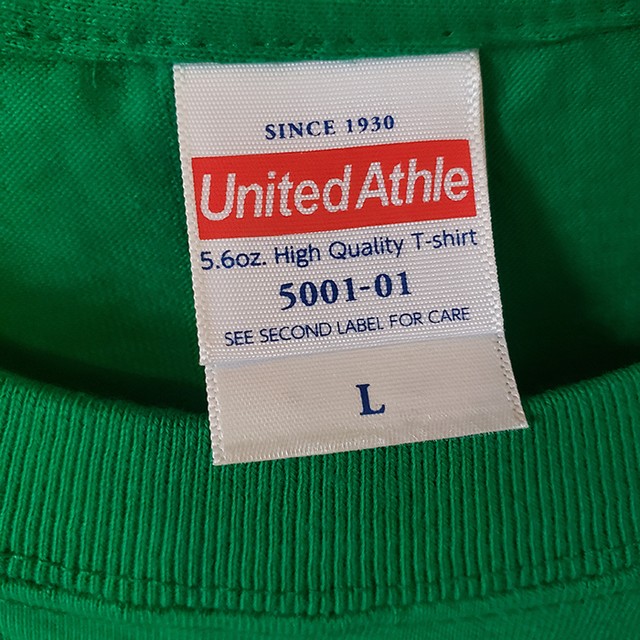 SINCE 1930
United Athle
5.6oz. High Quality T-shirt
5001-01
SEE SECOND LABEL FOR CARE
L